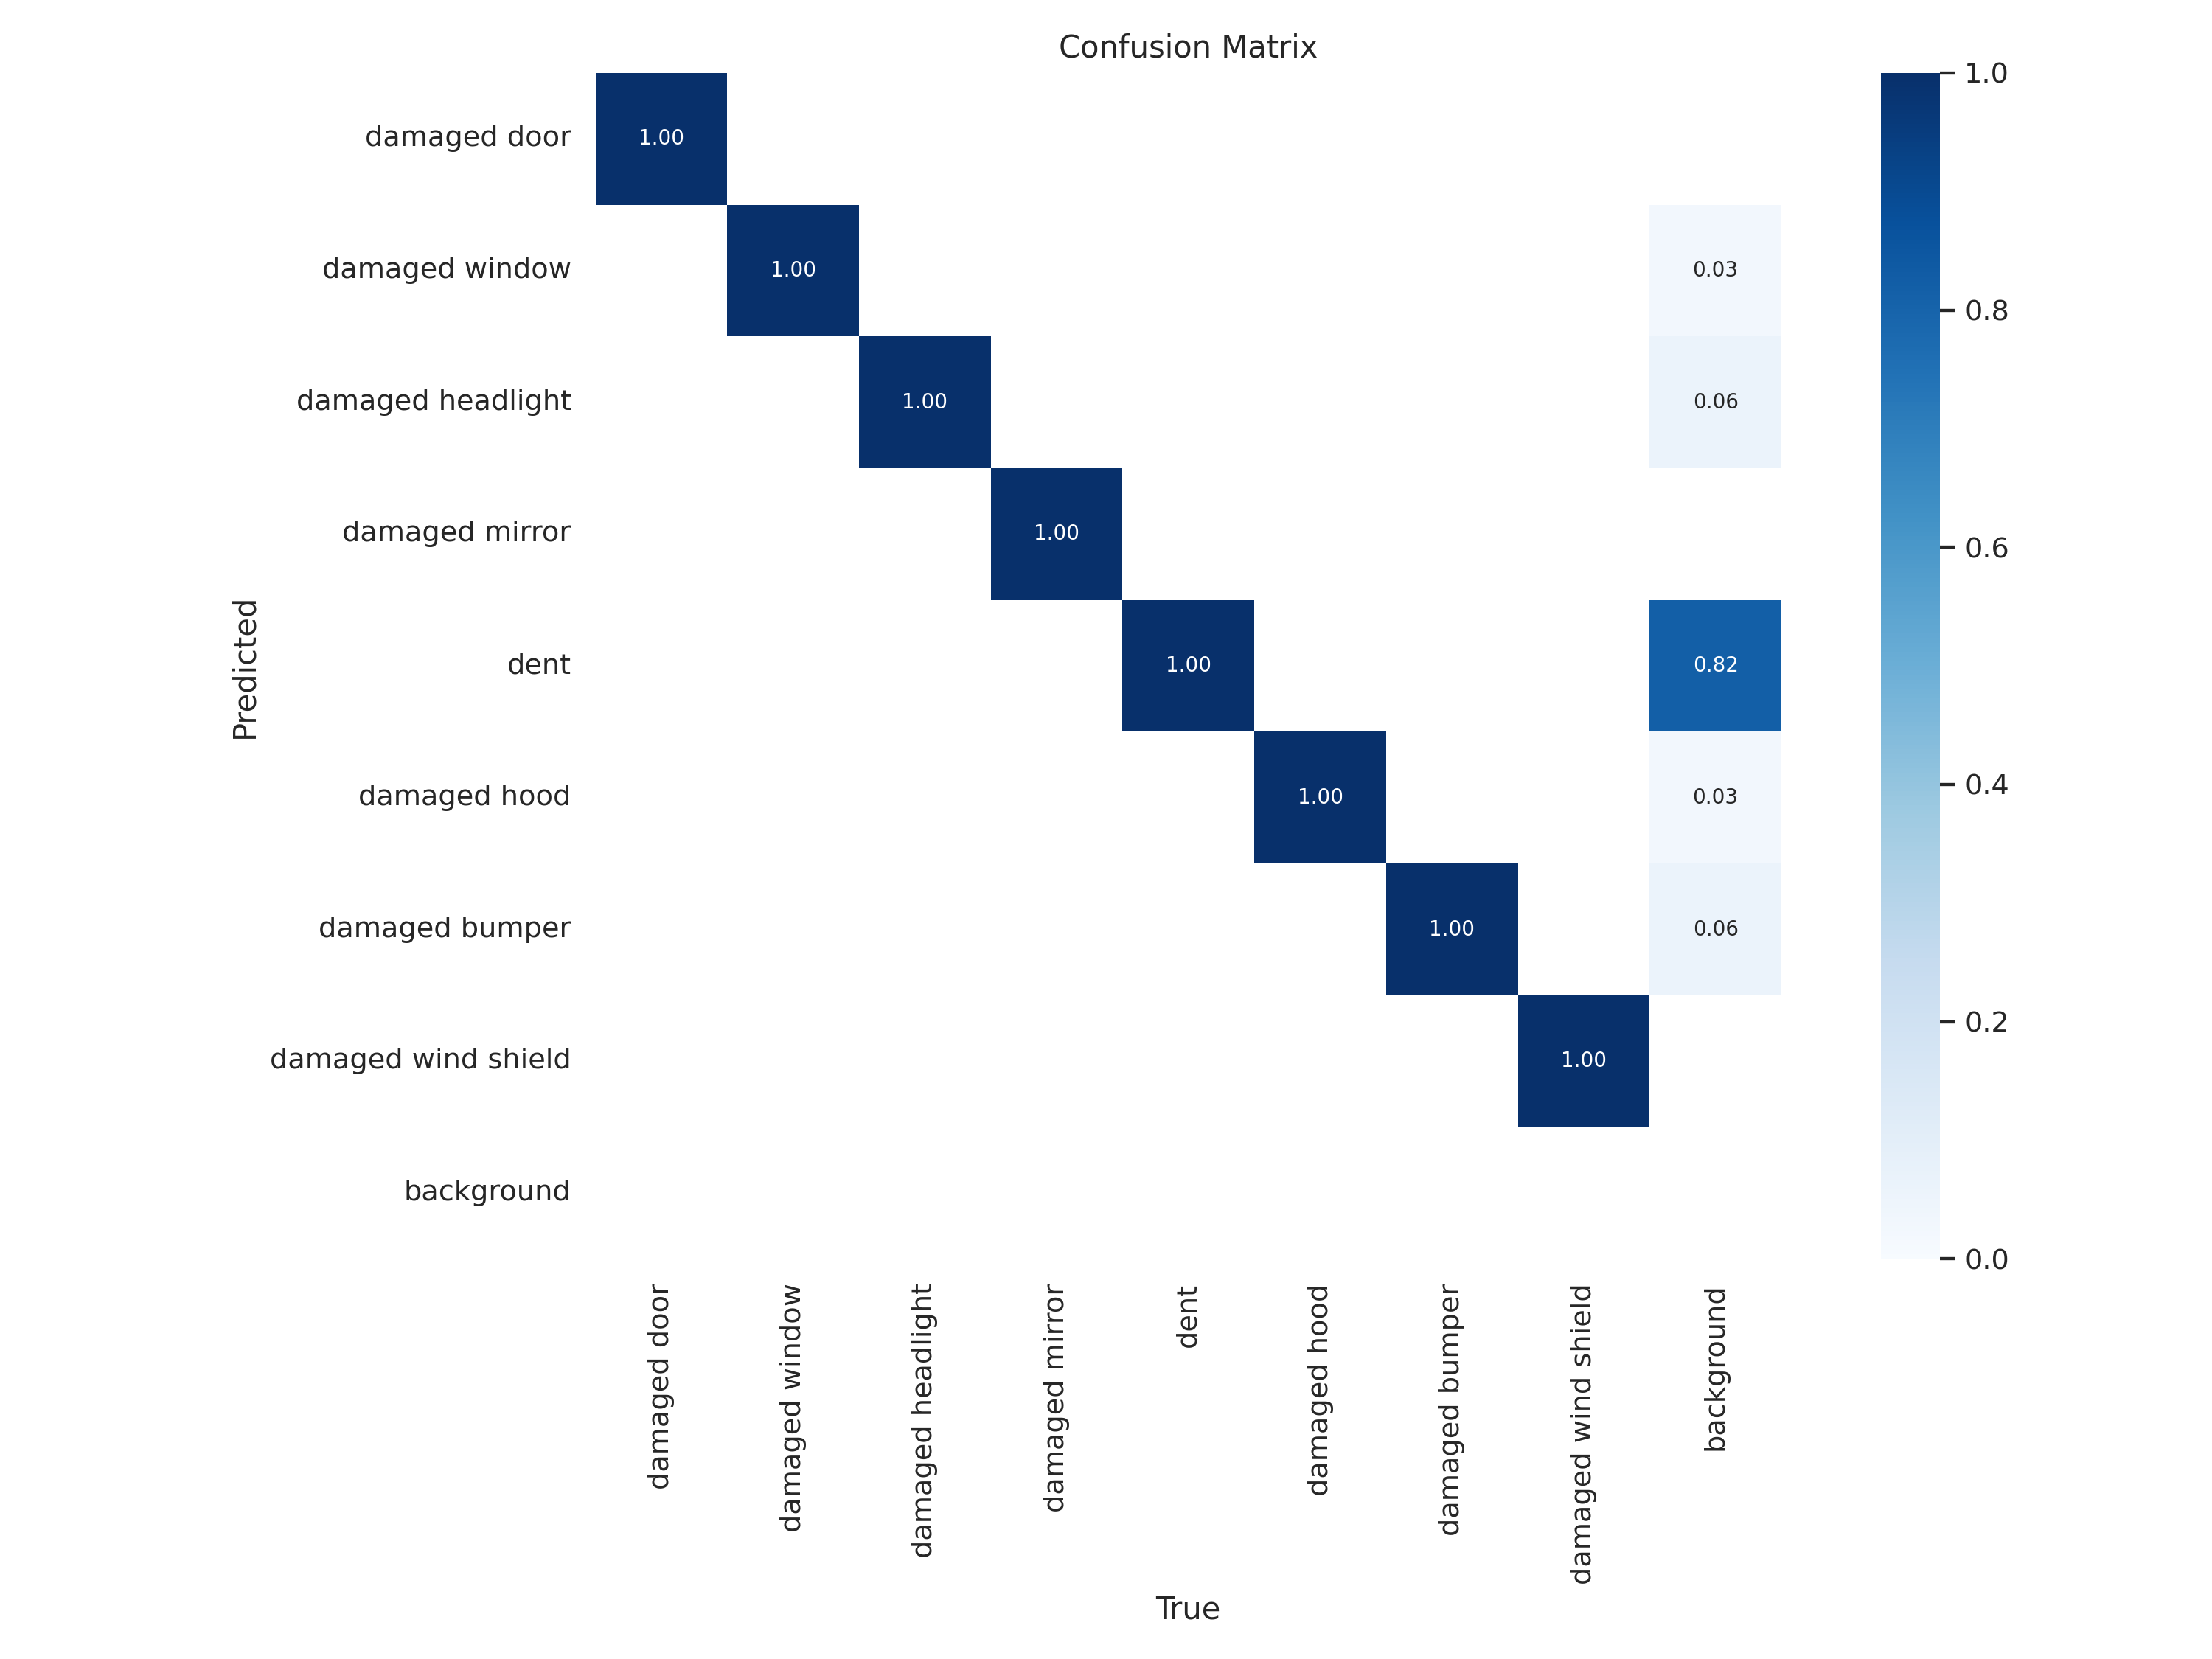 Confusion Matrix
damaged door
1.00
damaged window
1.00
0.03
damaged headlight
1.00
0.06
damaged mirror
1.00
dent
1.00
0.82
damaged hood
1.00
0.03
damaged bumper
1.00
0.06
damaged wind shield
1.00
background
Predicted
damaged door
damaged window
damaged headlight
damaged mirror
dent
damaged hood
damaged bumper
damaged wind shield
background
True
1.0
0.8
0.6
0.4
0.2
0.0